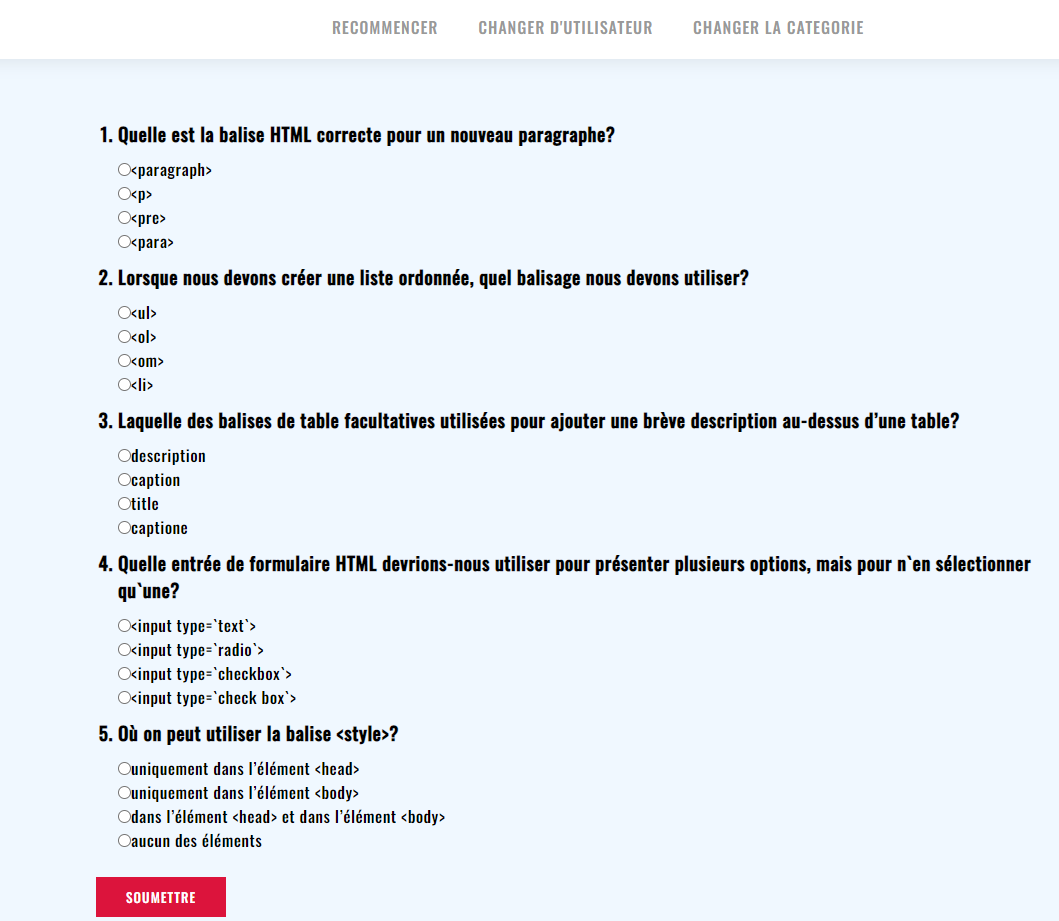 RECOMMENCER CHANGER D'UTILISATEUR CHANGER LA CATEGORIE
1. Quelle est la balise HTML correcte pour un nouveau paragraphe?
<paragraph>
<p>
<pre>
<para>
2. Lorsque nous devons créer une liste ordonnée, quel balisage nous devons utiliser?
<ul>
<ol>
<om>
<li>
3. Laquelle des balises de table facultatives utilisées pour ajouter une brève description au-dessus d’une table?
description
caption
title
captione
4. Quelle entrée de formulaire HTML devrions-nous utiliser pour présenter plusieurs options, mais pour n`en sélectionner
qu`une?
<input type=`text`>
<input type=`radio`>
<input type=`checkbox`>
<input type=`check box`>
5. Où on peut utiliser la balise <style>?
uniquement dans l’élément <head>
uniquement dans l’élément <body>
dans l’élément <head> et dans l’élément <body>
aucun des éléments
SOUMETTRE